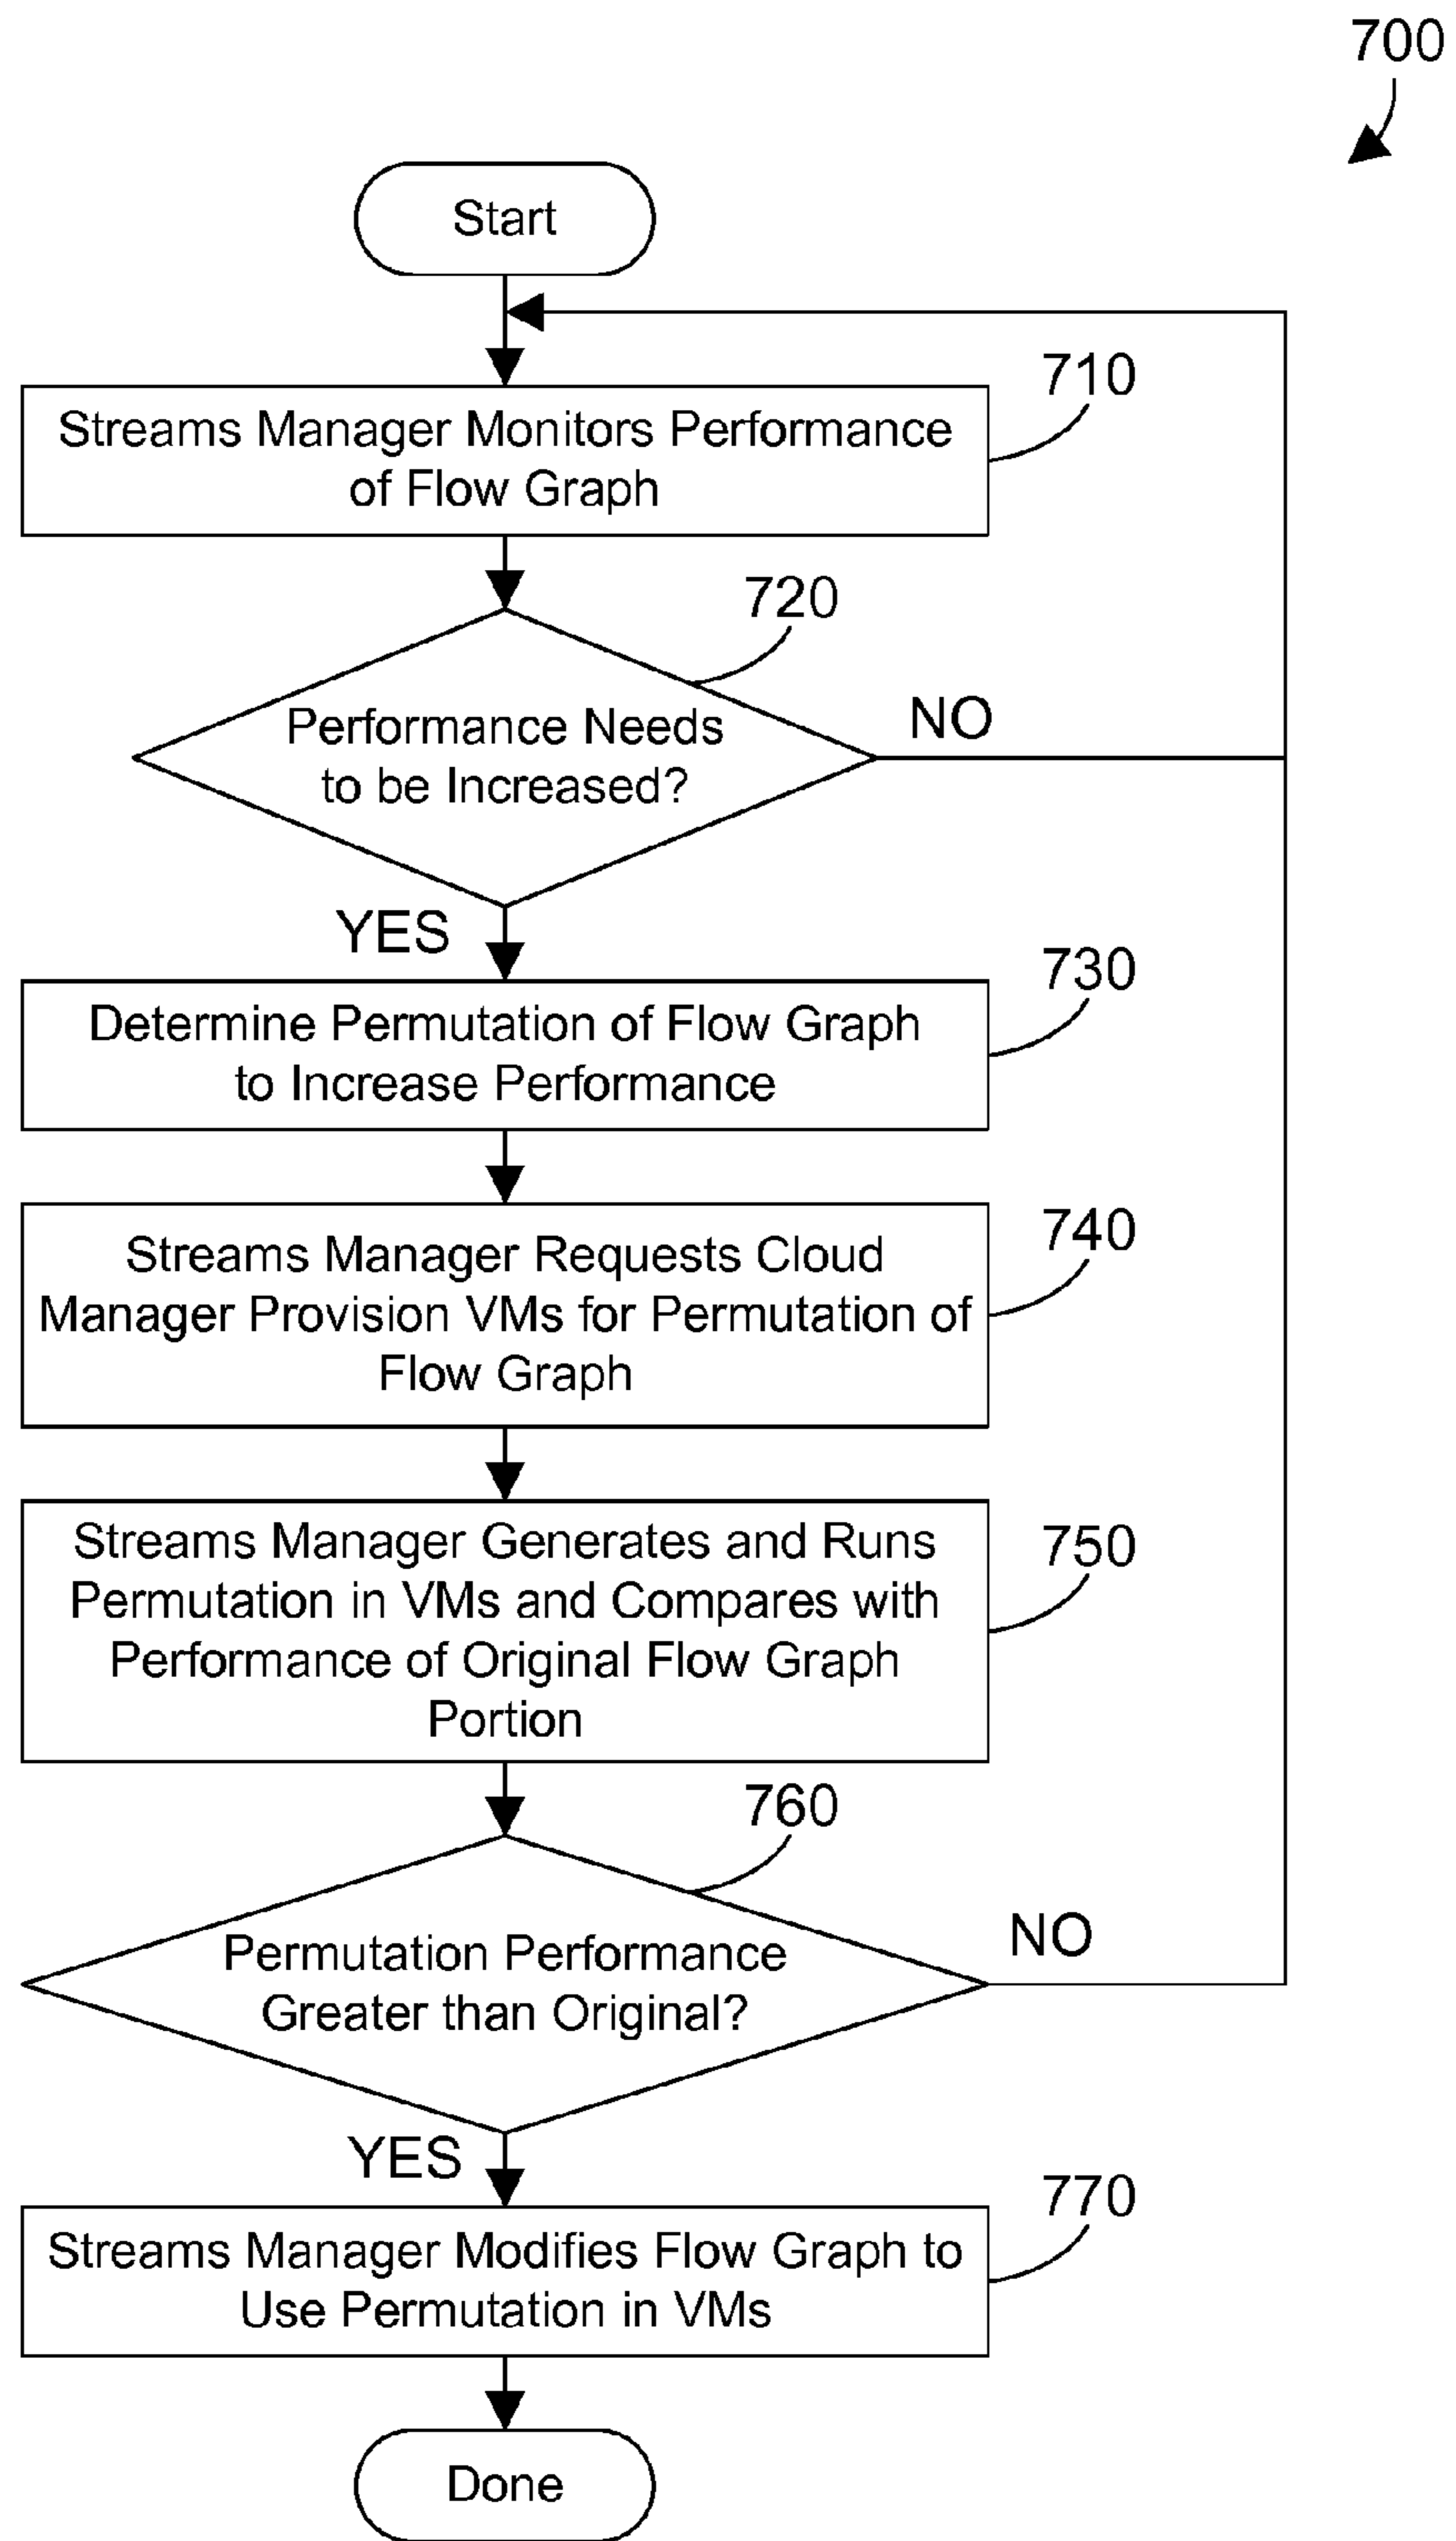 700
Start
710
Streams Manager Monitors Performance
of Flow Graph
720
Performance Needs
to be Increased?
NO
YES
730
Determine Permutation of Flow Graph
to Increase Performance
740
Streams Manager Requests Cloud
Manager Provision VMs for Permutation of
Flow Graph
750
Streams Manager Generates and Runs
Permutation in VMs and Compares with
Performance of Original Flow Graph
Portion
760
Permutation Performance
Greater than Original?
NO
YES
770
Streams Manager Modifies Flow Graph to
Use Permutation in VMs
Done